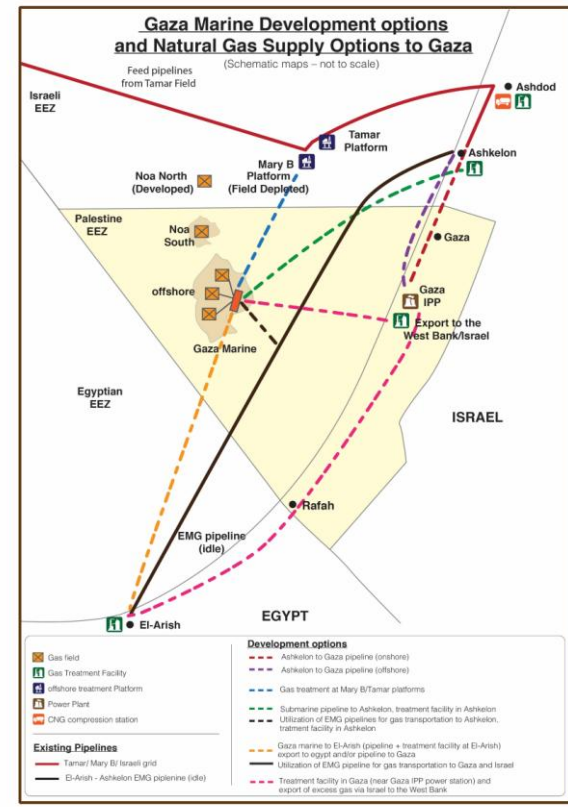 Gaza Marine Development options
and Natural Gas Supply Options to Gaza
(Schematic maps – not to scale)
Feed pipelines
from Tamar Field
Israeli
EEZ
Ashdod
Tamar
Platform
Mary B
Platform
(Field Depleted)
Ashkelon
Noa North
(Developed)
Palestine
EEZ
Noa
South
Gaza
offshore
Gaza
IPP
Export to the
West Bank/Israel
Gaza Marine
Egyptian
EEZ
ISRAEL
Rafah
EMG pipeline
(idle)
EGYPT
El-Arish
Gas field
Gas Treatment Facility
offshore treatment Platform
Power Plant
CNG compression station
Existing Pipelines
Tamar/ Mary B/ Israeli grid
El-Arish - Ashkelon EMG piplenine (idle)
Development options
Ashkelon to Gaza pipeline (onshore)
Ashkelon to Gaza pipeline (offshore)
Gas treatment at Mary B/Tamar platforms
Submarine pipeline to Ashkelon, treatment facility in Ashkelon
Utilization of EMG pipelines for gas transportation to Ashkelon,
tratment facility in Ashkelon
Gaza marine to El-Arish (pipeline + treatment facility at El-Arish)
export to egypt and/or pipeline to Gaza
Utilization of EMG pipeline for gas transportation to Gaza and Israel
Treatment facility in Gaza (near Gaza IPP power station) and
export of excess gas via Israel to the West Bank